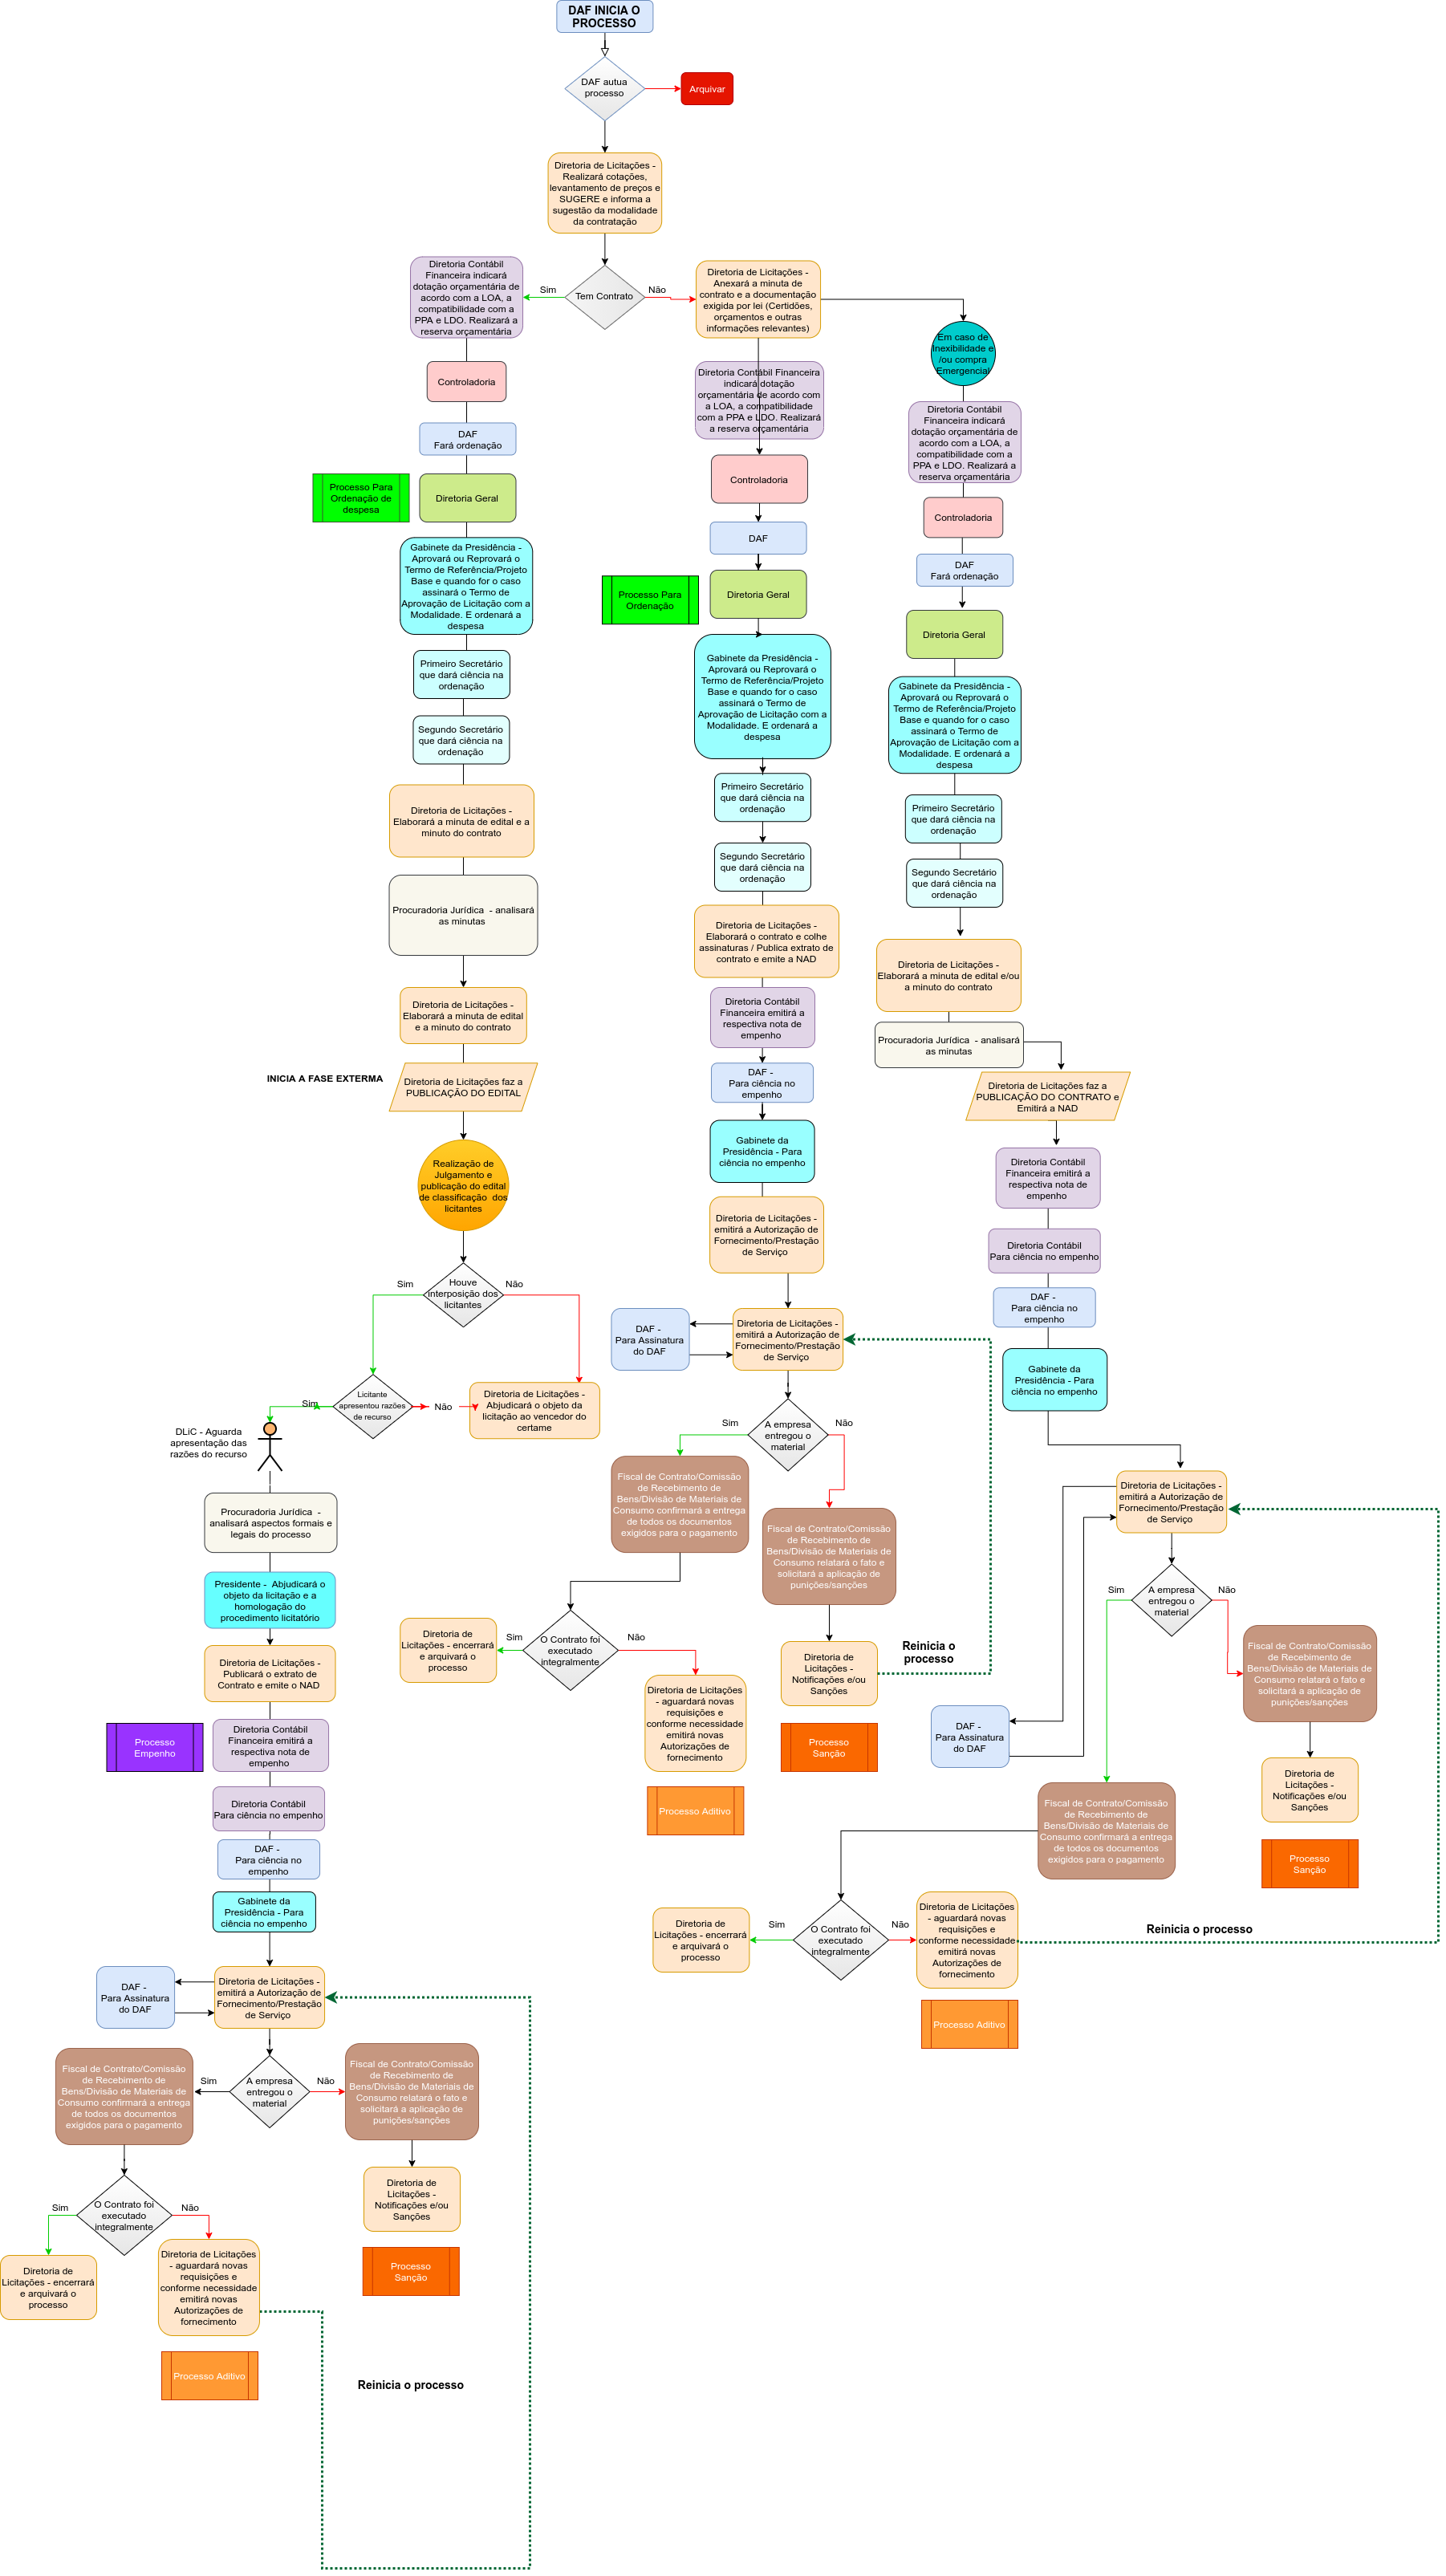 DAF INICIA O
PROCESSO
DAF autua
processo
Arquivar
Diretoria de Licitações -
Realizará cotações,
levantamento de preços e
SUGERE e informa a
sugestão da modalidade
da contratação
Tem Contrato
Sim
Não
Diretoria Contábil
Financeira indicará
dotação orçamentária de
acordo com a LOA, a
compatibilidade com a
PPA e LDO. Realizará a
reserva orçamentária
Controladoria
DAF
Fará ordenação
Processo Para
Ordenação de
despesa
Diretoria Geral
Gabinete da Presidência -
Aprovará ou Reprovará o
Termo de Referência/Projeto
Base e quando for o caso
assinará o Termo de
Aprovação de Licitação com a
Modalidade. E ordenará a
despesa
Primeiro Secretário
que dará ciência na
ordenação
Segundo Secretário
que dará ciência na
ordenação
Diretoria de Licitações -
Elaborará a minuta de edital e a
minuto do contrato
Procuradoria Jurídica - analisará
as minutas
Diretoria de Licitações -
Elaborará a minuta de edital
e a minuto do contrato
INICIA A FASE EXTERMA
Diretoria de Licitações faz a
PUBLICAÇÃO DO EDITAL
Realização de
Julgamento e
publicação do edital
de classificação dos
licitantes
Houve
interposição dos
licitantes
Sim
Não
Licitante
apresentou razões
de recurso
Sim
Não
Diretoria de Licitações -
Abjudicará o objeto da
licitação ao vencedor do
certame
DLiC - Aguarda
apresentação das
razões do recurso
Procuradoria Jurídica -
analisará aspectos formais e
legais do processo
Presidente - Abjudicará o
objeto da licitação e a
homologação do
procedimento licitatório
Diretoria de Licitações -
Publicará o extrato de
Contrato e emite o NAD
Processo
Empenho
Diretoria Contábil
Financeira emitirá a
respectiva nota de
empenho
Diretoria Contábil
Para ciência no empenho
DAF -
Para ciência no
empenho
Gabinete da
Presidência - Para
ciência no empenho
DAF -
Para Assinatura
do DAF
Diretoria de Licitações -
emitirá a Autorização de
Fornecimento/Prestação
de Serviço
A empresa
entregou o
material
Sim
Não
Fiscal de Contrato/Comissão
de Recebimento de
Bens/Divisão de Materiais de
Consumo confirmará a entrega
de todos os documentos
exigidos para o pagamento
Fiscal de Contrato/Comissão
de Recebimento de
Bens/Divisão de Materiais de
Consumo relatará o fato e
solicitará a aplicação de
punições/sanções
Diretoria de
Licitações -
Notificações e/ou
Sanções
Processo
Sanção
O Contrato foi
executado
integralmente
Sim
Não
Diretoria de
Licitações - encerrará
e arquivará o
processo
Diretoria de Licitações
- aguardará novas
requisições e
conforme necessidade
emitirá novas
Autorizações de
fornecimento
Processo Aditivo
Reinicia o processo
Diretoria de Licitações -
Anexará a minuta de
contrato e a documentação
exigida por lei (Certidões,
orçamentos e outras
informações relevantes)
Diretoria Contábil Financeira
indicará dotação
orçamentária de acordo com
a LOA, a compatibilidade
com a PPA e LDO. Realizará
a reserva orçamentária
Controladoria
DAF
Processo Para
Ordenação
Diretoria Geral
Gabinete da Presidência -
Aprovará ou Reprovará o
Termo de Referência/Projeto
Base e quando for o caso
assinará o Termo de
Aprovação de Licitação com a
Modalidade. E ordenará a
despesa
Primeiro Secretário
que dará ciência na
ordenação
Segundo Secretário
que dará ciência na
ordenação
Diretoria de Licitações -
Elaborará o contrato e colhe
assinaturas / Publica extrato de
contrato e emite a NAD
Diretoria Contábil
Financeira emitirá a
respectiva nota de
empenho
DAF -
Para ciência no
empenho
Gabinete da
Presidência - Para
ciência no empenho
Diretoria de Licitações -
emitirá a Autorização de
Fornecimento/Prestação
de Serviço
DAF -
Para Assinatura
do DAF
Diretoria de Licitações -
emitirá a Autorização de
Fornecimento/Prestação
de Serviço
A empresa
entregou o
material
Sim
Não
Fiscal de Contrato/Comissão
de Recebimento de
Bens/Divisão de Materiais de
Consumo confirmará a entrega
de todos os documentos
exigidos para o pagamento
Fiscal de Contrato/Comissão
de Recebimento de
Bens/Divisão de Materiais de
Consumo relatará o fato e
solicitará a aplicação de
punições/sanções
O Contrato foi
executado
integralmente
Sim
Não
Diretoria de
Licitações - encerrará
e arquivará o
processo
Diretoria de Licitações
- aguardará novas
requisições e
conforme necessidade
emitirá novas
Autorizações de
fornecimento
Processo Aditivo
Diretoria de
Licitações -
Notificações e/ou
Sanções
Reinicia o
processo
Processo
Sanção
Em caso de
Inexibilidade e
/ou compra
Emergencial
Diretoria Contábil
Financeira indicará
dotação orçamentária de
acordo com a LOA, a
compatibilidade com a
PPA e LDO. Realizará a
reserva orçamentária
Controladoria
DAF
Fará ordenação
Diretoria Geral
Gabinete da Presidência -
Aprovará ou Reprovará o
Termo de Referência/Projeto
Base e quando for o caso
assinará o Termo de
Aprovação de Licitação com a
Modalidade. E ordenará a
despesa
Primeiro Secretário
que dará ciência na
ordenação
Segundo Secretário
que dará ciência na
ordenação
Diretoria de Licitações -
Elaborará a minuta de edital e/ou
a minuto do contrato
Procuradoria Jurídica - analisará
as minutas
Diretoria de Licitações faz a
PUBLICAÇÃO DO CONTRATO e
Emitirá a NAD
Diretoria Contábil
Financeira emitirá a
respectiva nota de
empenho
Diretoria Contábil
Para ciência no empenho
DAF -
Para ciência no
empenho
Gabinete da
Presidência - Para
ciência no empenho
Diretoria de Licitações -
emitirá a Autorização de
Fornecimento/Prestação
de Serviço
A empresa
entregou o
material
Sim
Não
Fiscal de Contrato/Comissão
de Recebimento de
Bens/Divisão de Materiais de
Consumo relatará o fato e
solicitará a aplicação de
punições/sanções
DAF -
Para Assinatura
do DAF
Diretoria de
Licitações -
Notificações e/ou
Sanções
Processo
Sanção
Fiscal de Contrato/Comissão
de Recebimento de
Bens/Divisão de Materiais de
Consumo confirmará a entrega
de todos os documentos
exigidos para o pagamento
O Contrato foi
executado
integralmente
Sim
Não
Diretoria de
Licitações - encerrará
e arquivará o
processo
Diretoria de Licitações
- aguardará novas
requisições e
conforme necessidade
emitirá novas
Autorizações de
fornecimento
Reinicia o processo
Processo Aditivo